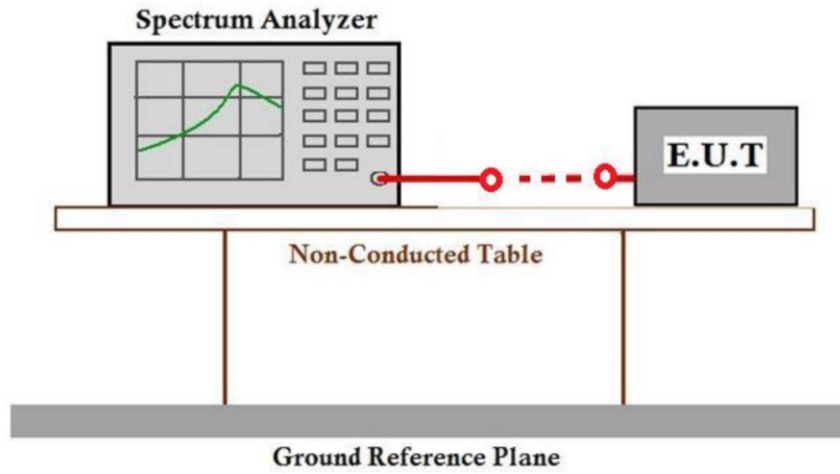 Spectrum Analyzer
E.U.T
Non-Conducted Table
Ground Reference Plane